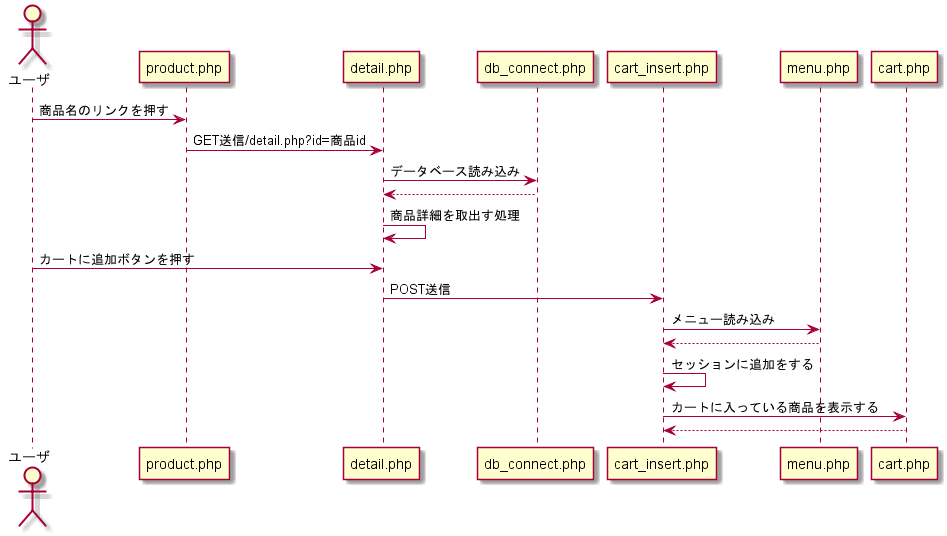 product.php
detail.php
db_connect.php
cart_insert.php
menu.php
cart.php
ユーザ
商品名のリンクを押す
GET送信/detail.php?id=商品id
データベース読み込み
商品詳細を取出す処理
カートに追加ボタンを押す
POST送信
メニュー読み込み
セッションに追加をする
カートに入っている商品を表示する
ユーザ
product.php
detail.php
db_connect.php
cart_insert.php
menu.php
cart.php